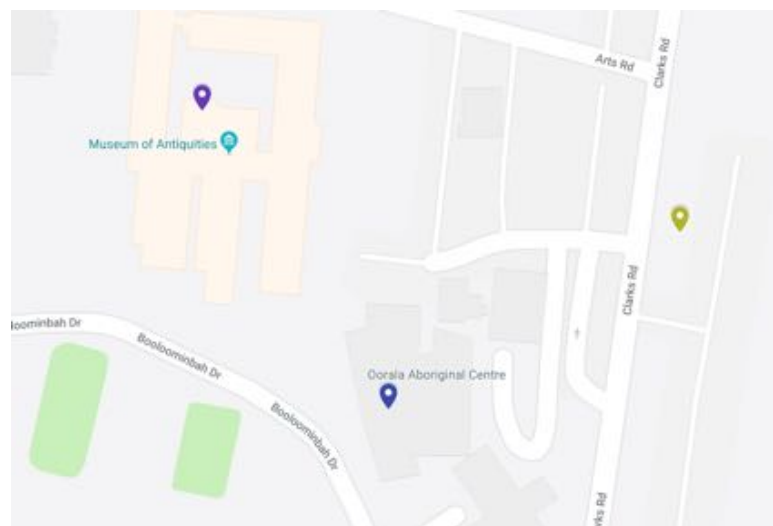 Arts Rd
Clarks Rd
Museum of Antiquities
Clarks Rd
loominbah Dr
Booloominbah Dr
Oorala Aboriginal Centre
Booloominbah Dr
rks Rd